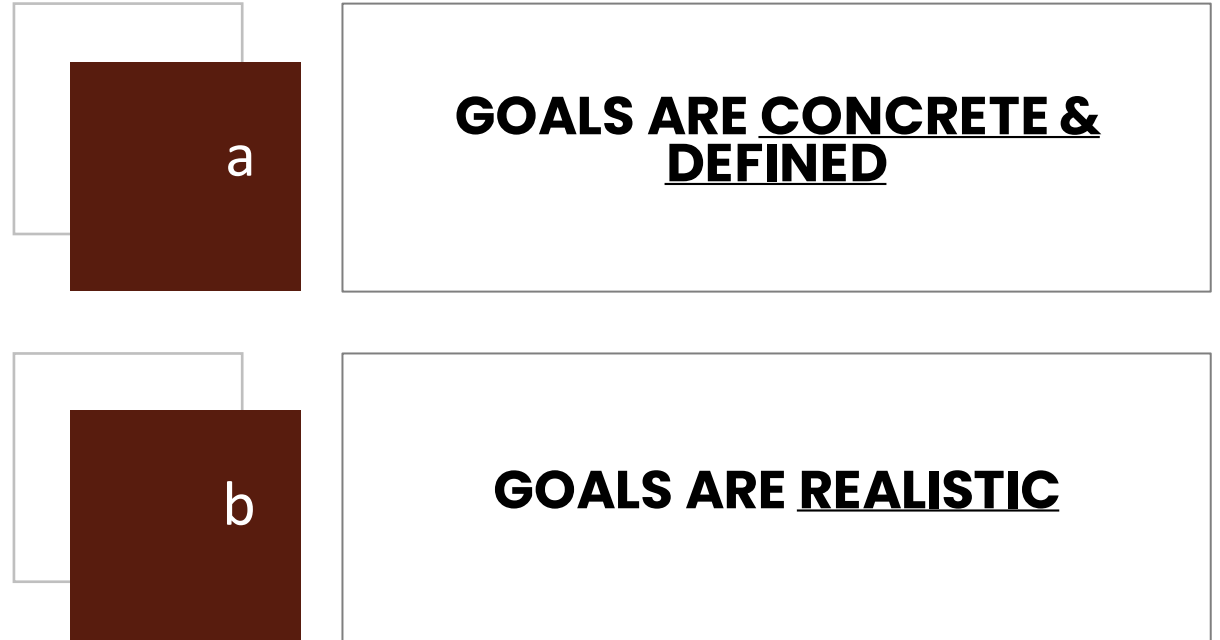 a
GOALS ARE CONCRETE &
DEFINED
b
GOALS ARE REALISTIC